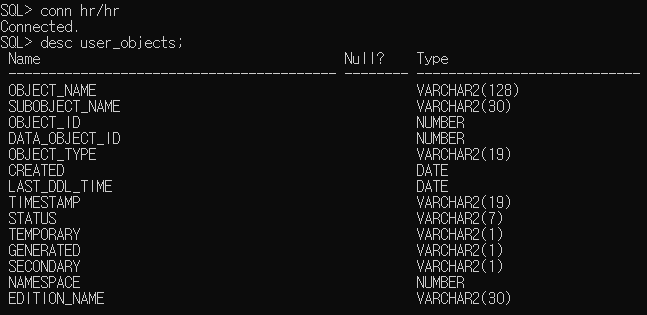 SQL> conn hr/hr
Connected.
SQL> desc user_objects;
 Name                                      Null?    Type
 ----------------------------------------- -------- ----------------------------
 OBJECT_NAME                                        VARCHAR2(128)
 SUBOBJECT_NAME                                     VARCHAR2(30)
 OBJECT_ID                                          NUMBER
 DATA_OBJECT_ID                                     NUMBER
 OBJECT_TYPE                                        VARCHAR2(19)
 CREATED                                            DATE
 LAST_DDL_TIME                                      DATE
 TIMESTAMP                                          VARCHAR2(19)
 STATUS                                             VARCHAR2(7)
 TEMPORARY                                          VARCHAR2(1)
 GENERATED                                          VARCHAR2(1)
 SECONDARY                                          VARCHAR2(1)
 NAMESPACE                                          NUMBER
 EDITION_NAME                                       VARCHAR2(30)